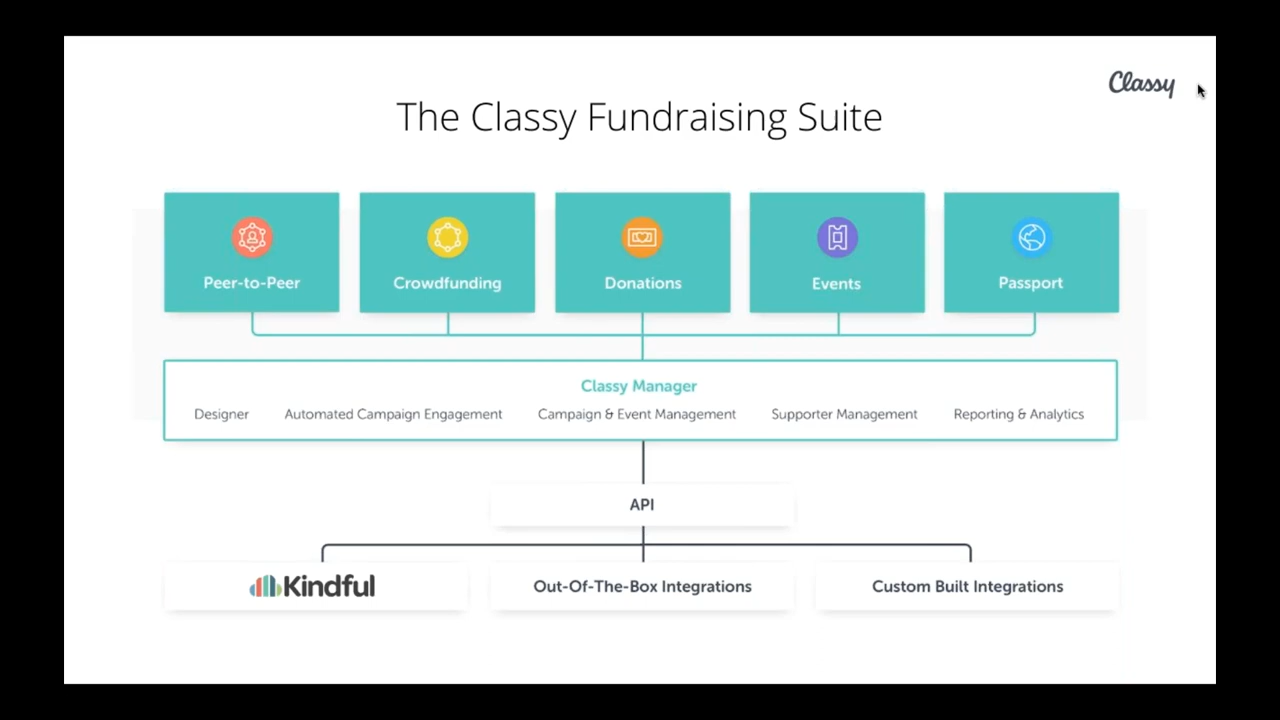 Classy
The Classy Fundraising Suite
Peer-to-Peer
Crowdfunding
Donations
Events
Passport
Classy Manager
Designer Automated Campaign Engagement Campaign & Event Management Supporter Management Reporting & Analytics
API
Kindful
Out-Of-The-Box Integrations
Custom Built Integrations